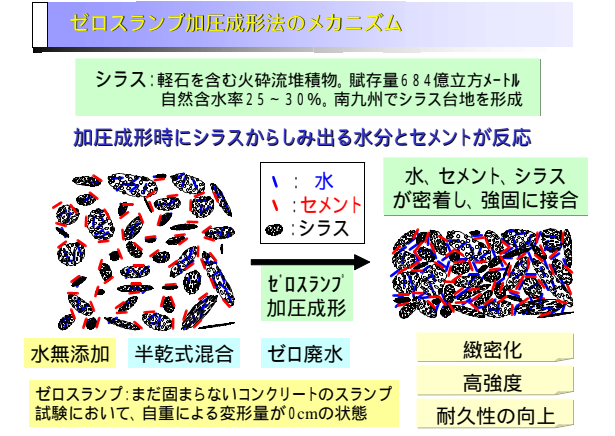 ゼロスランプ加圧成形法のメカニズム
シラス：軽石を含む火砕流堆積物。賦存量６８４億立方ﾒｰﾄﾙ
自然含水率２５～３０％。南九州でシラス台地を形成
加圧成形時にシラスからしみ出る水分とセメントが反応
： 水
：セメント
：シラス
水、セメント、シラス
が密着し、強固に接合
ｾﾞﾛｽﾗﾝﾌﾟ
加圧成形
水無添加
半乾式混合
ゼロ廃水
緻密化
高強度
耐久性の向上
ゼロスランプ：まだ固まらないコンクリートのスランプ
試験において、自重による変形量が0cmの状態